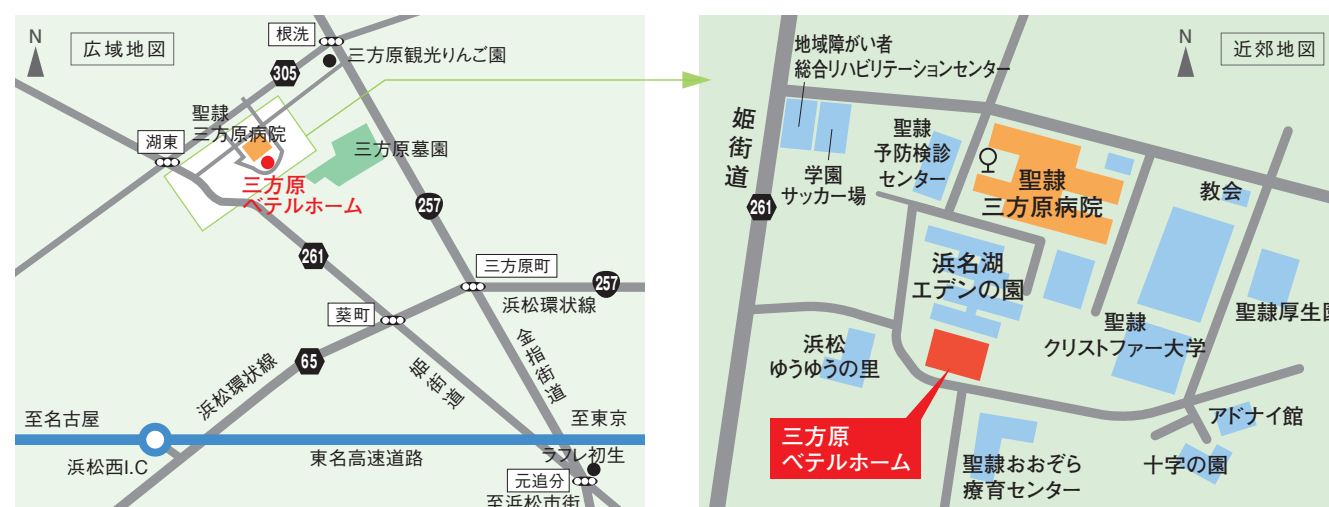 N
広域地図
根洗
三方原観光りんご園
305
聖隷
三方原病院
湖東
三方原墓園
三方原
ベテルホーム
257
261
三方原町
257
浜松環状線
葵町
65
浜松環状線
姫街道
金指街道
至名古屋
至東京
浜松西I.C
東名高速道路
ラフレ初生
元追分
至浜松市街
地域障がい者
総合リハビリテーションセンター
N
近郊地図
姫街道
261
学園
サッカー場
聖隷
予防検診
センター
聖隷
三方原病院
教会
浜名湖
エデンの園
聖隷厚生園
聖隷
クリストファー大学
浜松
ゆうゆうの里
アドナイ館
三方原
ベテルホーム
聖隷おおぞら
療育センター
十字の園